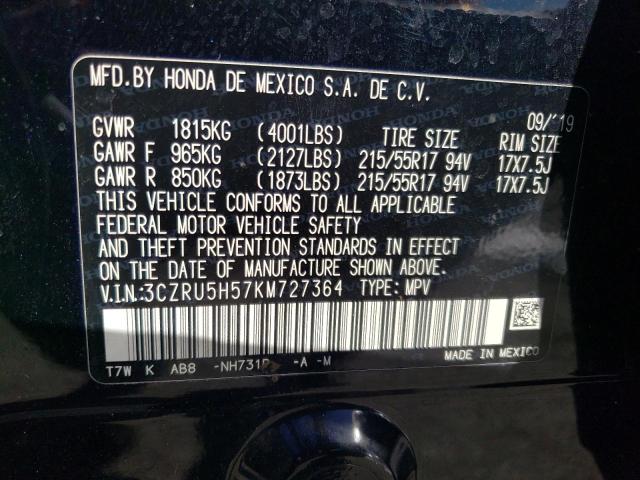 MFD.BY HONDA DE MEXICO S.A. DE C.V.
09/19
GVWR 1815KG (4001LBS) TIRE SIZE RIM SIZE
GAWR F 965KG (2127LBS) 215/55R17 94V 17X7.5J
GAWR R 850KG (1873LBS) 215/55R17 94V 17X7.5J
THIS VEHICLE CONFORMS TO ALL APPLICABLE
FEDERAL MOTOR VEHICLE SAFETY
AND THEFT PREVENTION STANDARDS IN EFFECT
ON THE DATE OF MANUFACTURE SHOWN ABOVE.
V.I.N:3CZRU5H57KM727364 TYPE: MPV
T7W K AB8 -A -M
MADE IN MEXICO